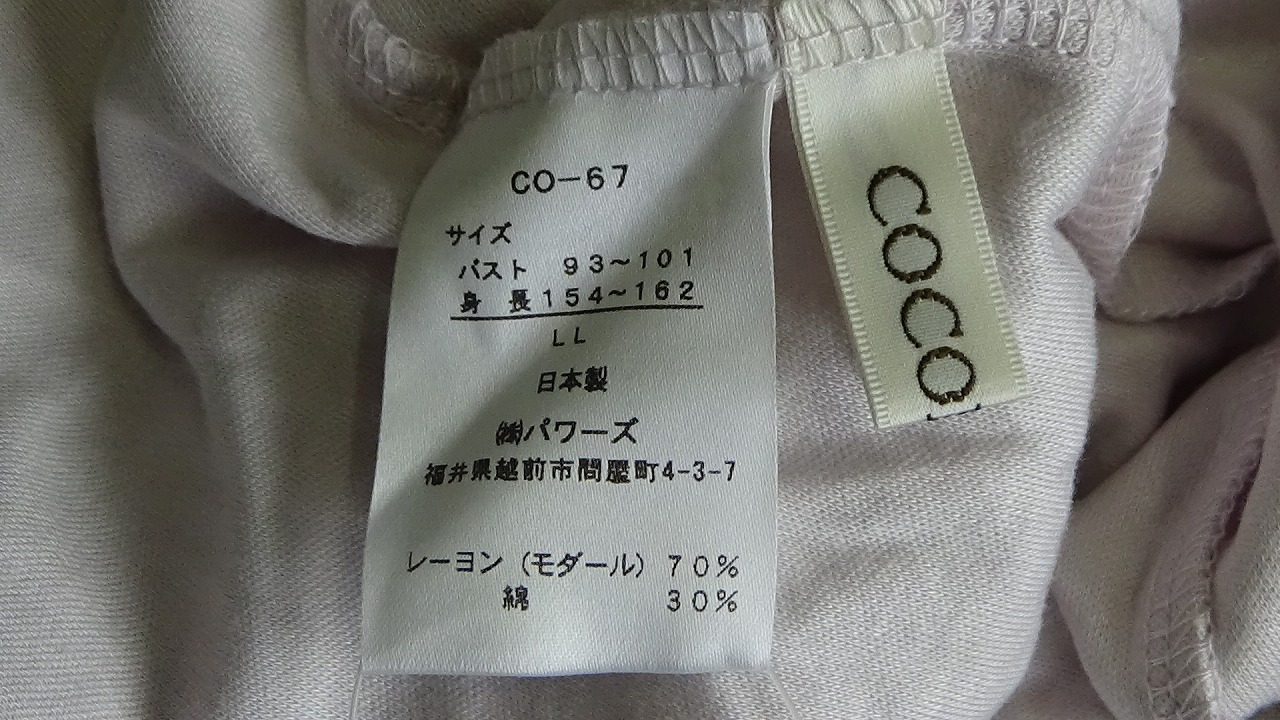 CO-67
サイズ
バスト 93~101
身 長154~162
LL
日本製
㈱パワーズ
福井県越前市問屋町4-3-7
レーヨン (モダール) 70%
綿 30%
COCO